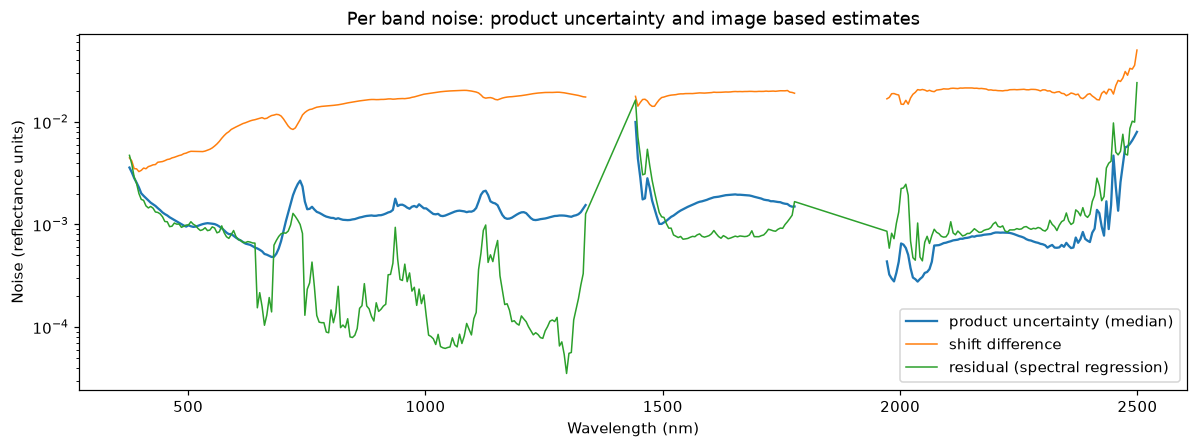 Per band noise: product uncertainty and image based estimates
Noise (reflectance units)
10⁻²
10⁻³
10⁻⁴
product uncertainty (median)
shift difference
residual (spectral regression)
500
1000
1500
2000
2500
Wavelength (nm)